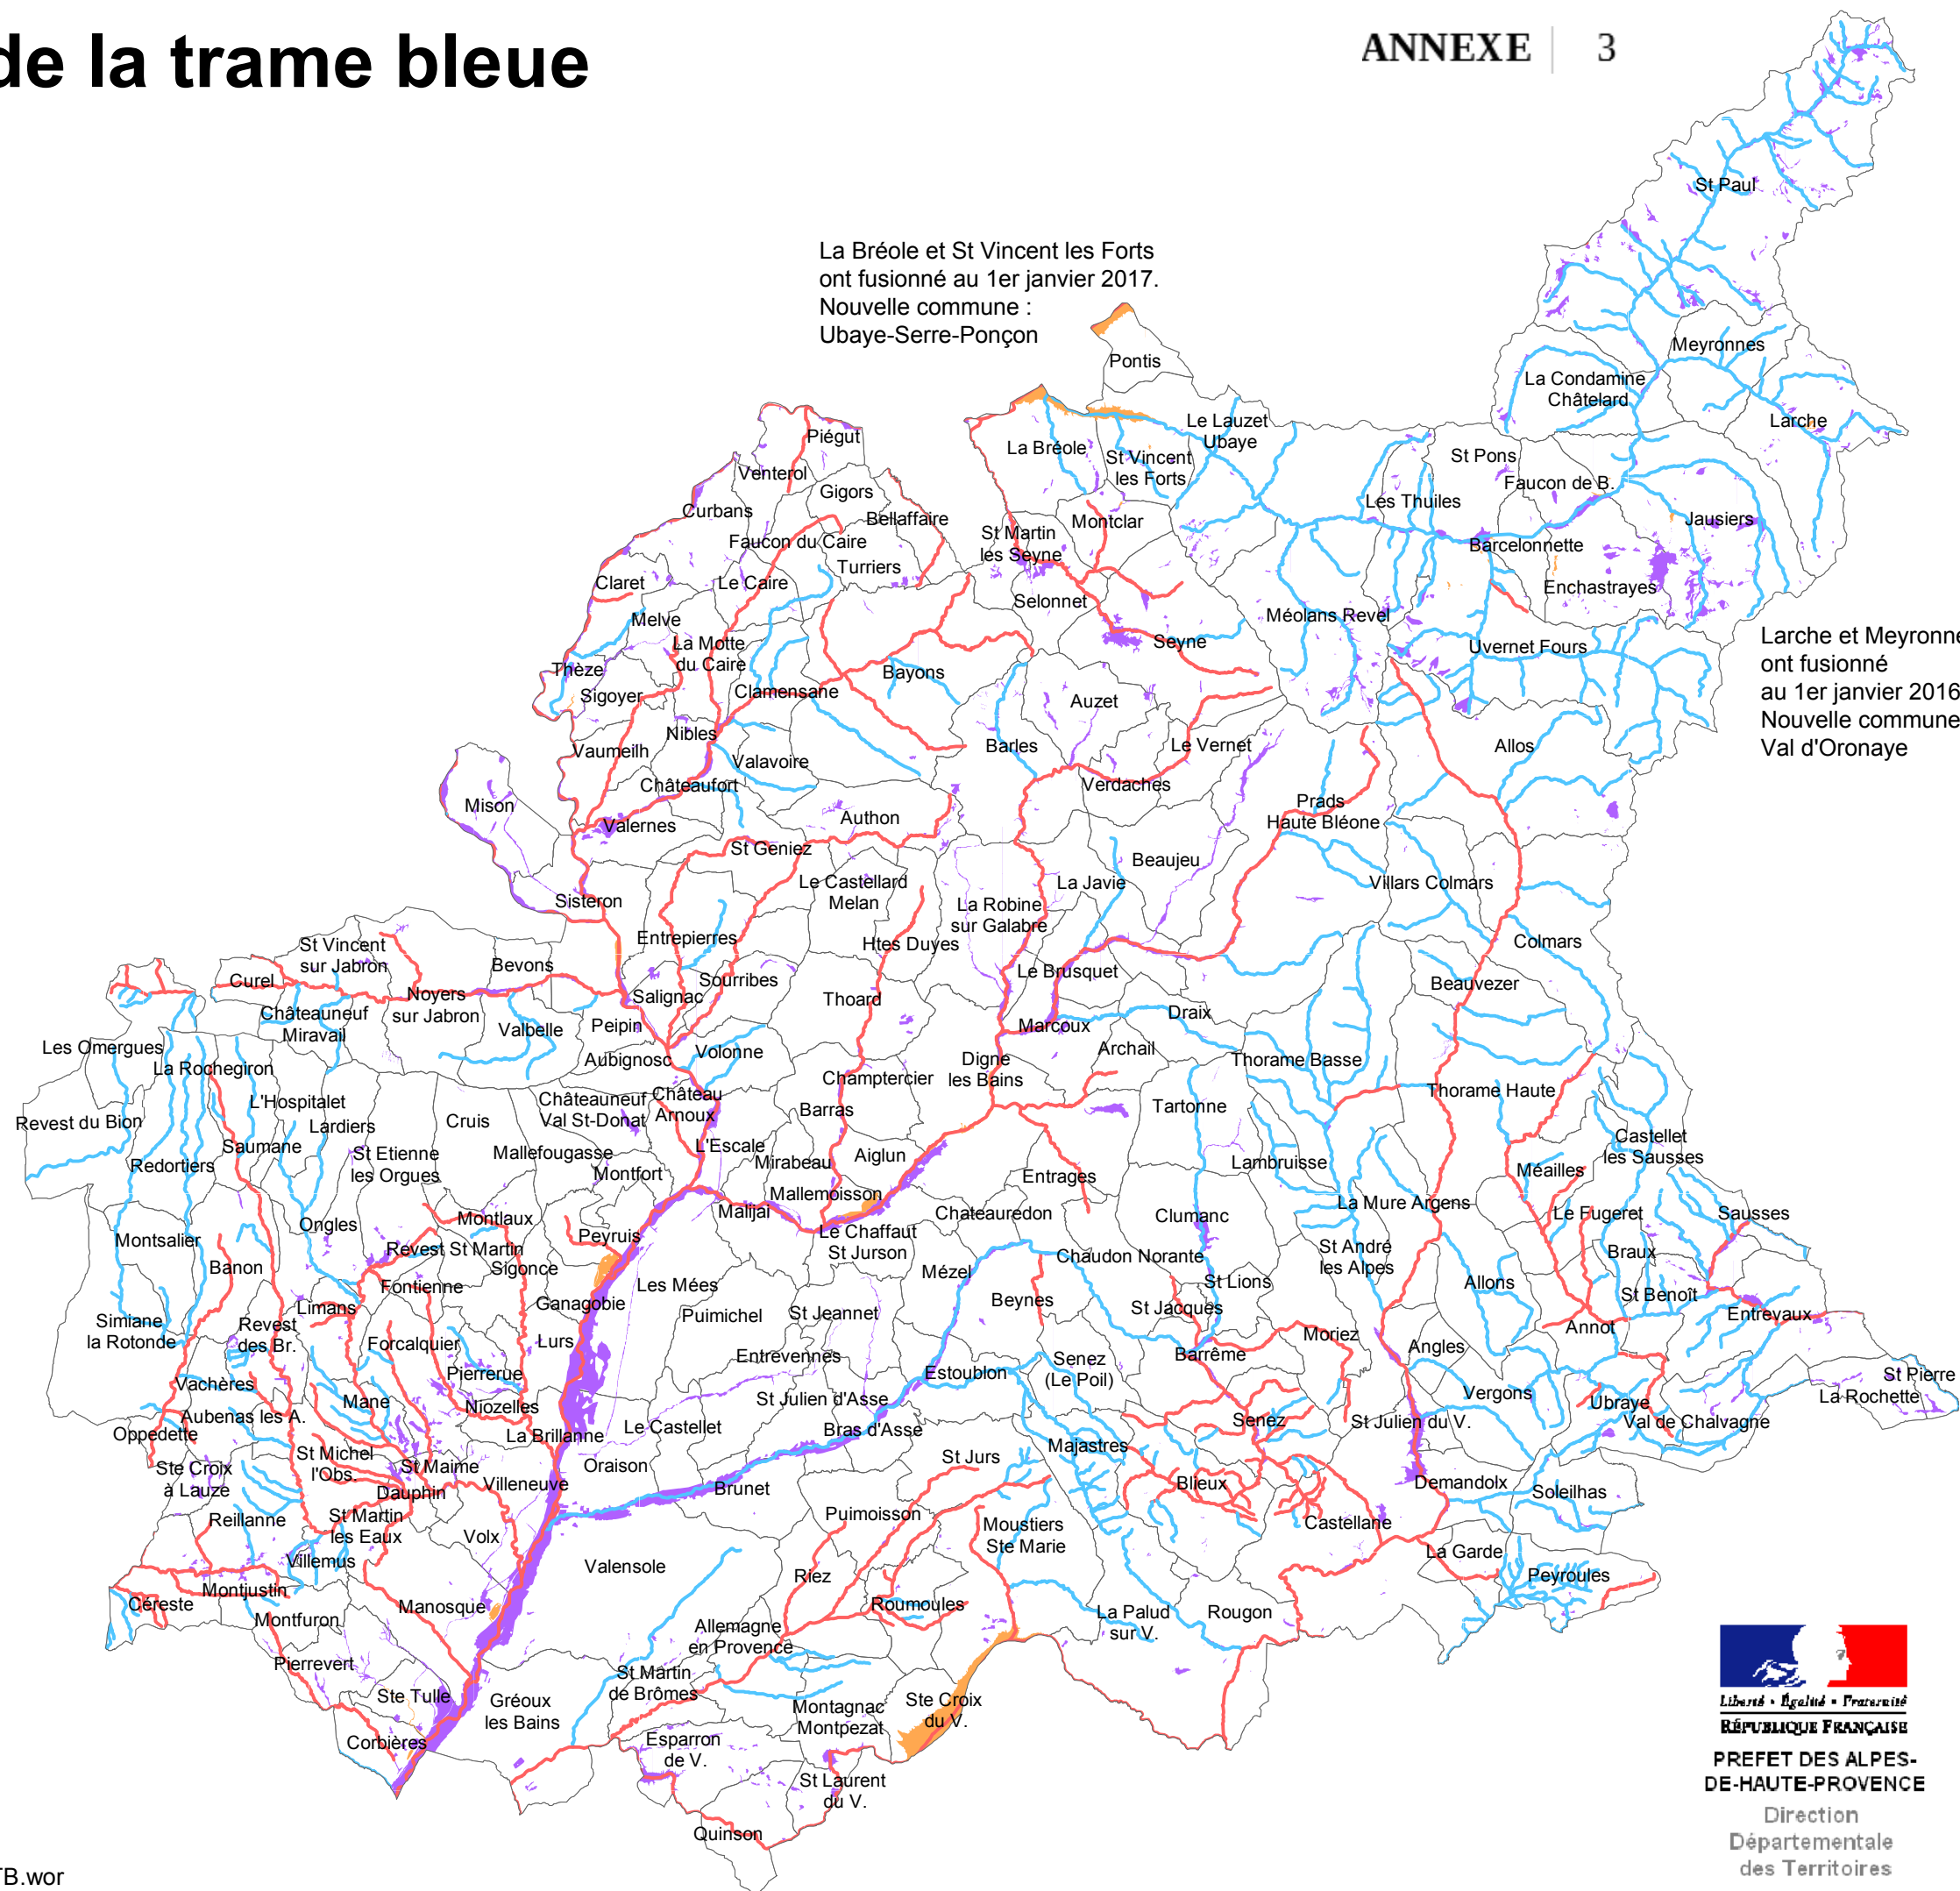 de la trame bleue
ANNEXE 3
St Paul
La Bréole et St Vincent les Forts
ont fusionné au 1er janvier 2017.
Nouvelle commune :
Ubaye-Serre-Ponçon
Pontis
Meyronnes
La Condamine
Châtelard
Larche
Le Lauzet
Ubaye
Piégut
La Bréole
St Vincent
les Forts
St Pons
Venterol
Faucon de B.
Gigors
Les Thuiles
Curbans
Bellaffaire
Montclar
Jausiers
St Martin
les Seyne
Faucon du Caire
Barcelonnette
Turriers
Claret
Le Caire
Enchastrayes
Selonnet
Méolans Revel
Melve
Seyne
La Motte
du Caire
Uvernet Fours
Larche et Meyronne
ont fusionné
au 1er janvier 2016
Nouvelle commune
Val d'Oronaye
Thèze
Bayons
Sigoyer
Clamensane
Auzet
Nibles
Barles
Le Vernet
Allos
Vaumeilh
Valavoire
Châteaufort
Verdaches
Mison
Prads
Haute Bléone
Valernes
Authon
St Geniez
Beaujeu
Le Castellard
Melan
La Javie
Villars Colmars
Sisteron
La Robine
sur Galabre
Entrepierres
Htes Duyes
Colmars
St Vincent
sur Jabron
Bevons
Le Brusquet
Curel
Sourribes
Beauvezer
Noyers
sur Jabron
Salignac
Thoard
Châteauneuf
Miravail
Valbelle
Peipin
Marcoux
Draix
Les Omergues
Aubignosc
Volonne
Archail
La Rochegiron
Digne
les Bains
Thorame Basse
Champtercier
Thorame Haute
L'Hospitalet
Châteauneuf
Val St-Donat
Château
Arnoux
Revest du Bion
Lardiers
Cruis
Barras
Tartonne
Saumane
St Etienne
les Orgues
Mallefougasse
L'Escale
Mirabeau
Aiglun
Castellet
les Sausses
Redortiers
Montfort
Lambruisse
Méailles
Entrages
Mallemoisson
La Mure Argens
Montlaux
Malijai
Chateauredon
Clumanc
Le Fugeret
Sausses
Ongles
Montsalier
Peyruis
Le Chaffaut
St Jurson
Revest St Martin
Chaudon Norante
St André
les Alpes
Braux
Banon
Sigonce
Mézel
Fontienne
Les Mées
St Lions
Allons
St Benoît
Ganagobie
Beynes
Limans
Puimichel
St Jeannet
St Jacques
Entrevaux
Simiane
la Rotonde
Revest
des Br.
Forcalquier
Lurs
Moriez
Annot
Angles
Entrevennes
Senez
(Le Poil)
Barrême
Pierrerue
Estoublon
St Pierre
Vachères
Mane
St Julien d'Asse
Vergons
La Rochette
Niozelles
Ubraye
Aubenas les A.
Le Castellet
Bras d'Asse
Senez
St Julien du V.
Val de Chalvagne
Oppedette
La Brillanne
St Michel
l'Obs.
Majastres
St Jurs
Ste Croix
à Lauze
St Maime
Oraison
Villeneuve
Brunet
Blieux
Demandolx
Dauphin
Soleilhas
Reillanne
St Martin
les Eaux
Puimoisson
Moustiers
Ste Marie
Castellane
Volx
La Garde
Villemus
Valensole
Riez
Peyroules
Montjustin
Céreste
Manosque
Roumoules
Montfuron
La Palud
sur V.
Rougon
Allemagne
en Provence
Pierrevert
St Martin
de Brômes
Ste Tulle
Gréoux
les Bains
Montagnac
Montpezat
Ste Croix
du V.
Corbières
Esparron
de V.
St Laurent
du V.
Quinson
Liberté • Égalité • Fraternité
RÉPUBLIQUE FRANÇAISE
PREFET DES ALPES-
DE-HAUTE-PROVENCE
Direction
Départementale
des Territoires
TB.wor